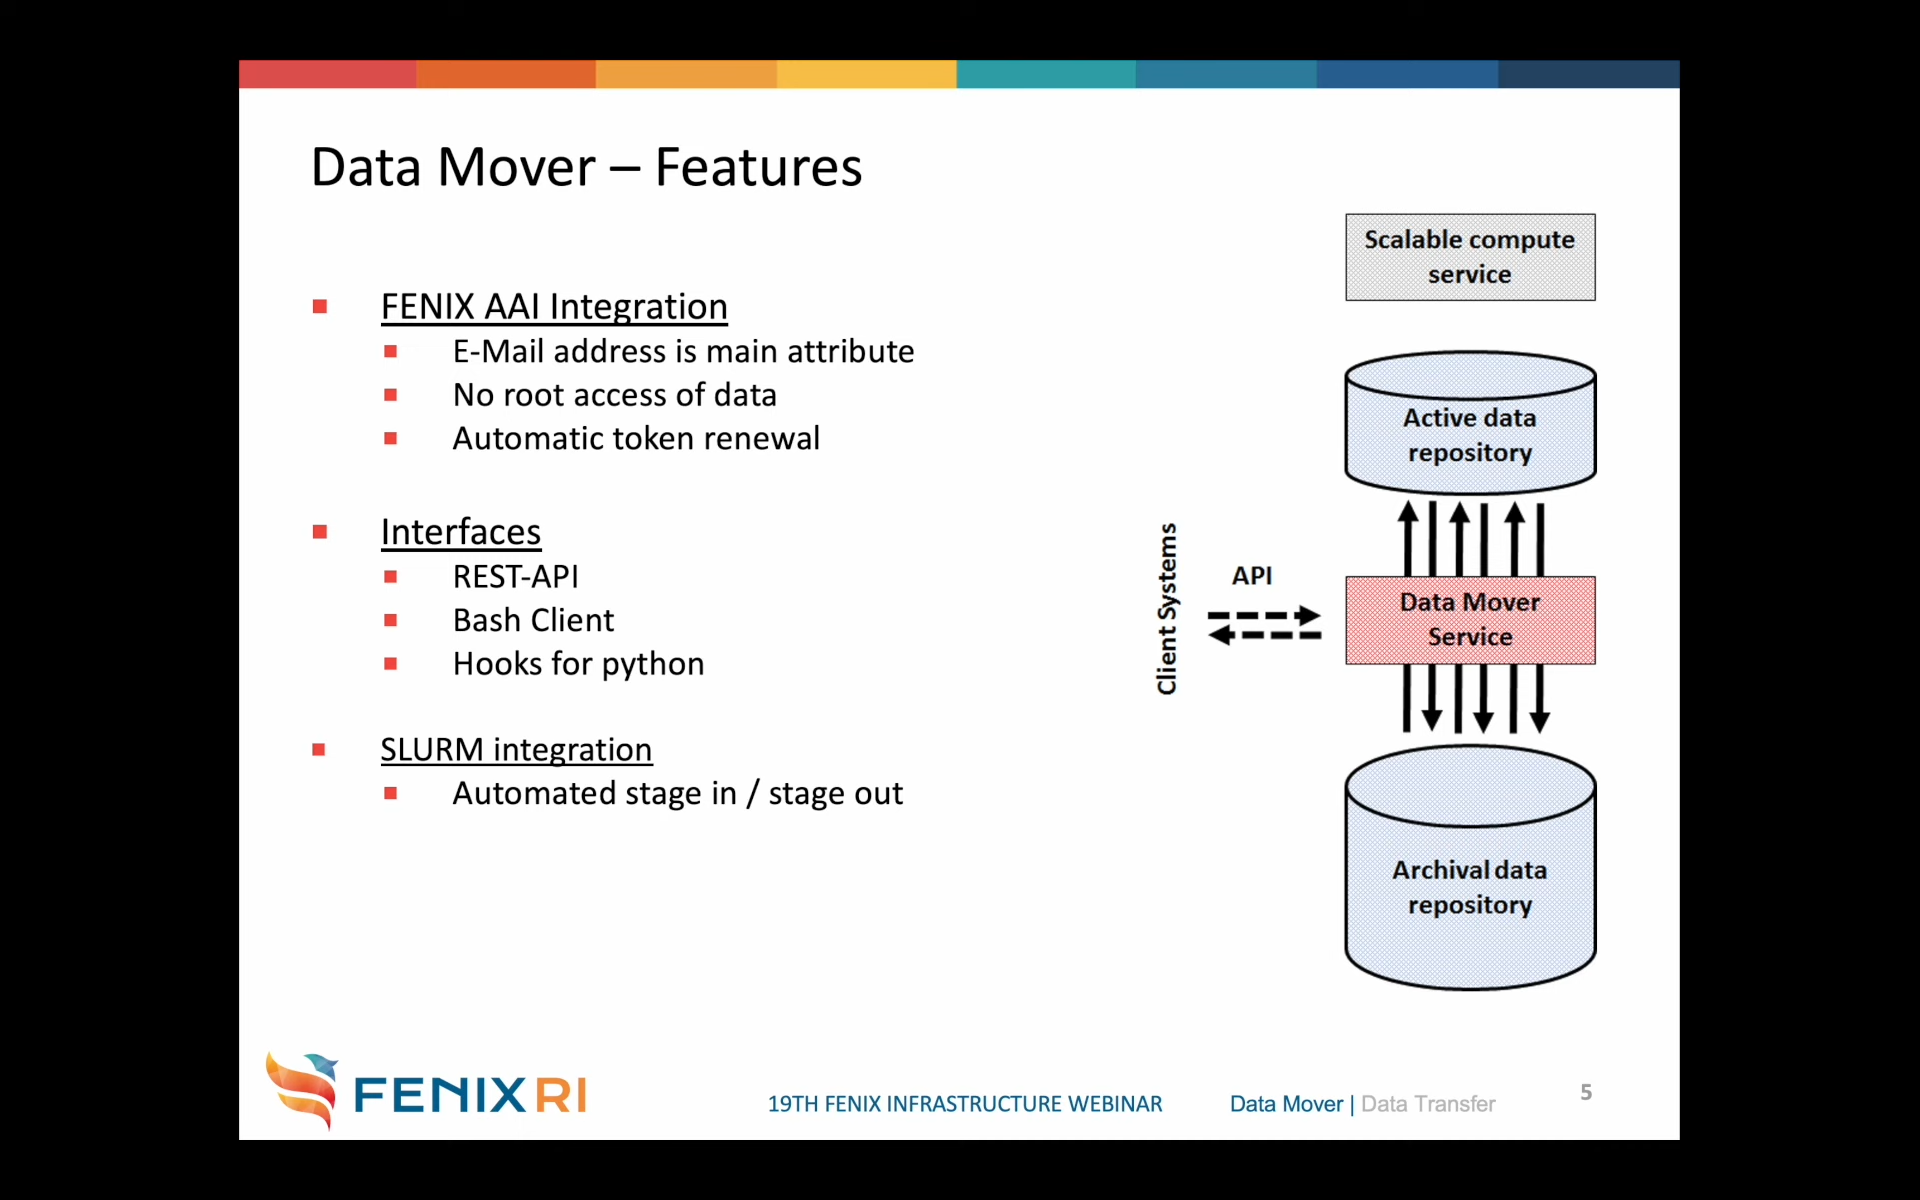 Data Mover – Features
FENIX AAI Integration
E-Mail address is main attribute
No root access of data
Automatic token renewal
Interfaces
REST-API
Bash Client
Hooks for python
SLURM integration
Automated stage in / stage out
Scalable compute
service
Active data
repository
Client Systems
API
Data Mover
Service
Archival data
repository
FENIX RI
19TH FENIX INFRASTRUCTURE WEBINAR
Data Mover | Data Transfer
5